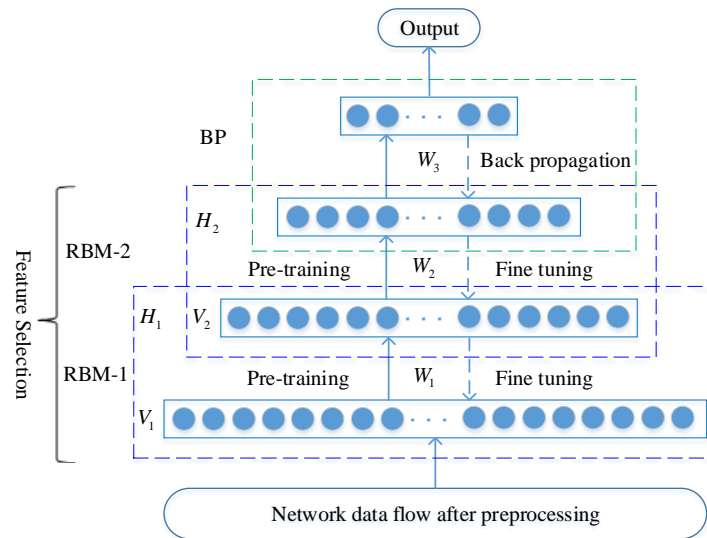 Output
BP
W3
Back propagation
H2
RBM-2
Pre-training
W2
Fine tuning
Feature Selection
H1
V2
RBM-1
Pre-training
W1
Fine tuning
V1
Network data flow after preprocessing